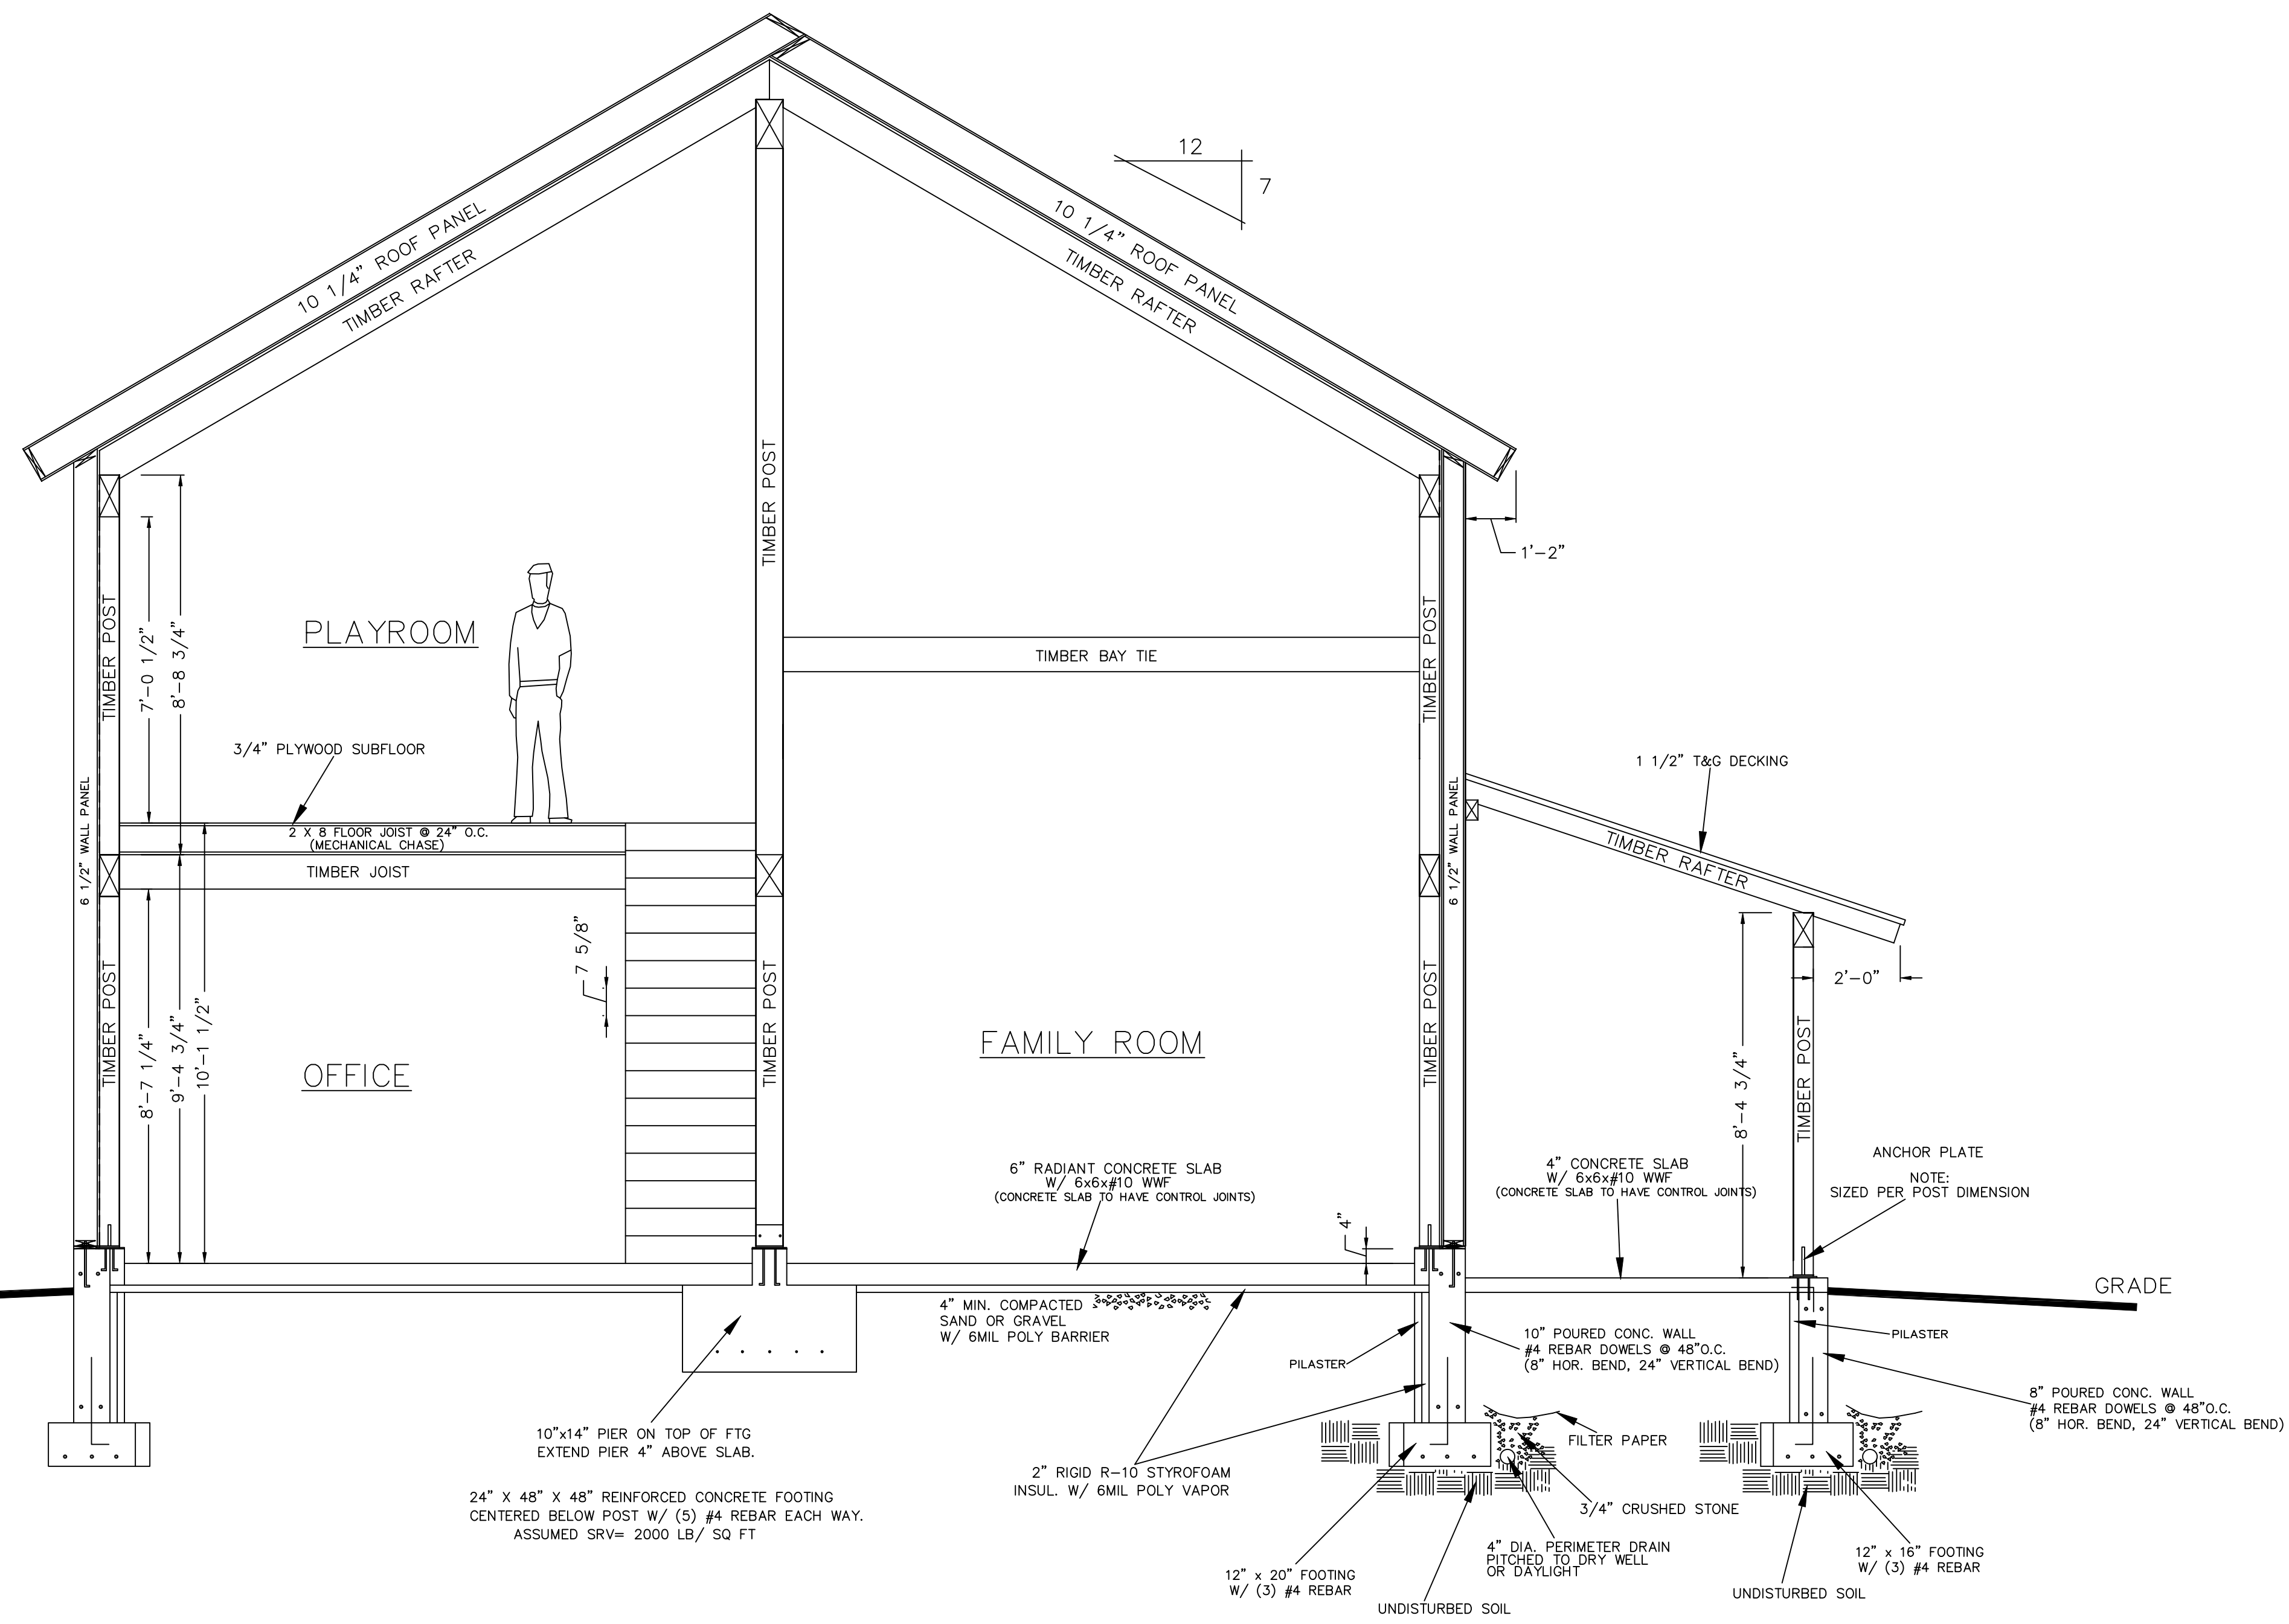 12
7
10 1/4" ROOF PANEL
TIMBER RAFTER
10 1/4" ROOF PANEL
TIMBER RAFTER
TIMBER POST
1'-2"
TIMBER POST
7'-0 1/2"
8'-8 3/4"
PLAYROOM
TIMBER BAY TIE
TIMBER POST
3/4" PLYWOOD SUBFLOOR
1 1/2" T&G DECKING
6 1/2" WALL PANEL
2 X 8 FLOOR JOIST @ 24" O.C.
(MECHANICAL CHASE)
TIMBER JOIST
6 1/2" WALL PANEL
TIMBER RAFTER
7 5/8"
2'-0"
TIMBER POST
8'-7 1/4"
9'-4 3/4"
10'-1 1/2"
OFFICE
TIMBER POST
FAMILY ROOM
TIMBER POST
8'-4 3/4"
TIMBER POST
6" RADIANT CONCRETE SLAB
W/ 6x6x#10 WWF
(CONCRETE SLAB TO HAVE CONTROL JOINTS)
4"
4" CONCRETE SLAB
W/ 6x6x#10 WWF
(CONCRETE SLAB TO HAVE CONTROL JOINTS)
ANCHOR PLATE
NOTE:
SIZED PER POST DIMENSION
GRADE
4" MIN. COMPACTED
SAND OR GRAVEL
W/ 6MIL POLY BARRIER
PILASTER
10" POURED CONC. WALL
#4 REBAR DOWELS @ 48"O.C.
(8" HOR. BEND, 24" VERTICAL BEND)
PILASTER
8" POURED CONC. WALL
#4 REBAR DOWELS @ 48"O.C.
(8" HOR. BEND, 24" VERTICAL BEND)
10"x14" PIER ON TOP OF FTG
EXTEND PIER 4" ABOVE SLAB.
FILTER PAPER
2" RIGID R-10 STYROFOAM
INSUL. W/ 6MIL POLY VAPOR
24" X 48" X 48" REINFORCED CONCRETE FOOTING
CENTERED BELOW POST W/ (5) #4 REBAR EACH WAY.
ASSUMED SRV= 2000 LB/ SQ FT
3/4" CRUSHED STONE
4" DIA. PERIMETER DRAIN
PITCHED TO DRY WELL
OR DAYLIGHT
12" x 16" FOOTING
W/ (3) #4 REBAR
12" x 20" FOOTING
W/ (3) #4 REBAR
UNDISTURBED SOIL
UNDISTURBED SOIL